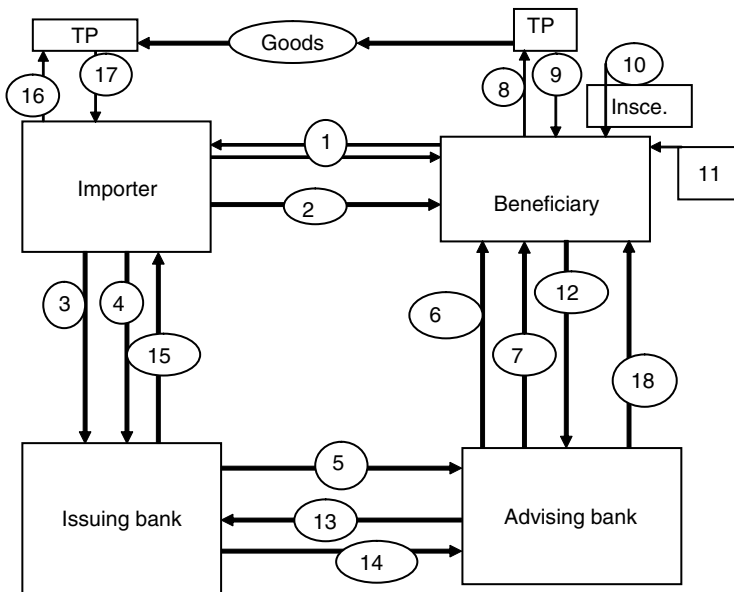 TP
Goods
TP
16
17
8
9
10
Insce.
1
11
Importer
2
Beneficiary
3
4
15
6
7
12
18
5
Issuing bank
13
Advising bank
14